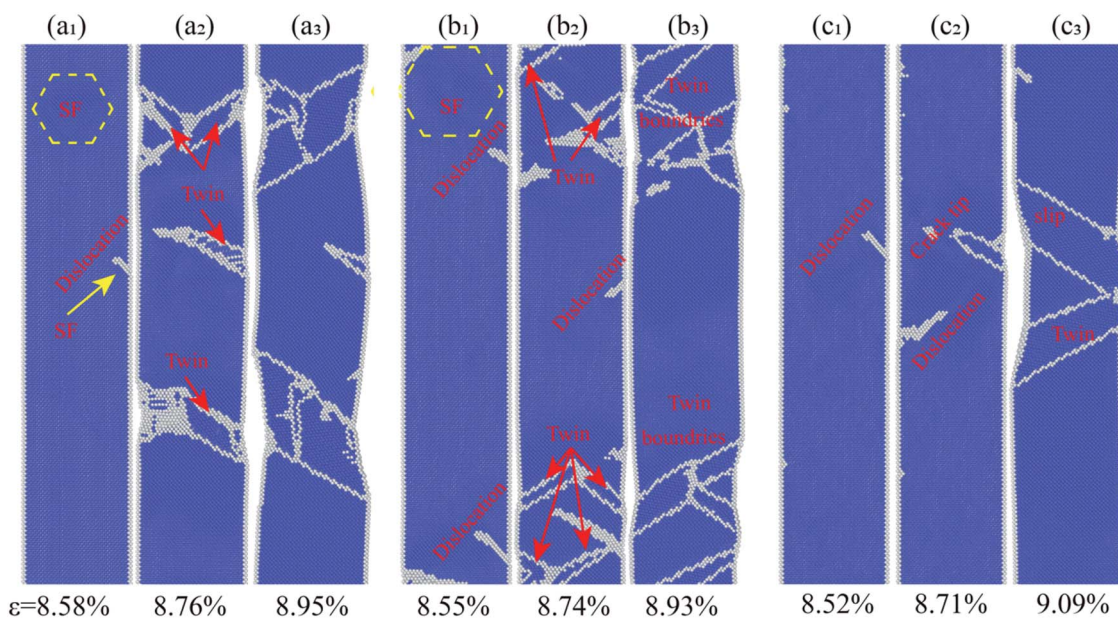 (a₁) (a₂) (a₃) (b₁) (b₂) (b₃) (c₁) (c₂) (c₃)
SF
Dislocation
SF
Twin
Twin
SF
Dislocation
Dislocation
Twin
Dislocation
Twin
Twin
boundries
Twin
boundries
Dislocation
Crack tip
Dislocation
slip
Twin
ε=8.58% 8.76% 8.95% 8.55% 8.74% 8.93% 8.52% 8.71% 9.09%